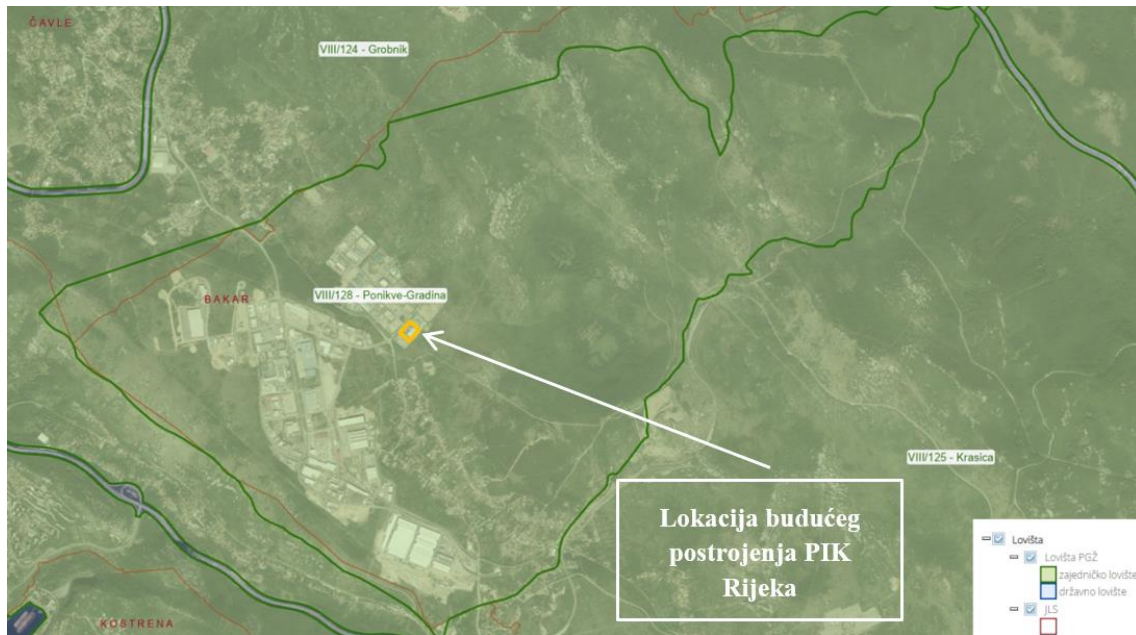 ČAVLE
VIII/124 - Grobnik
BAKAR
VIII/128 - Ponikve-Gradina
VIII/125 - Krasica
Lokacija budućeg
postrojenja PIK
Rijeka
KOSTRENA
Lovišta
Lovišta PGŽ
zajedničko lovište
državno lovište
JLS